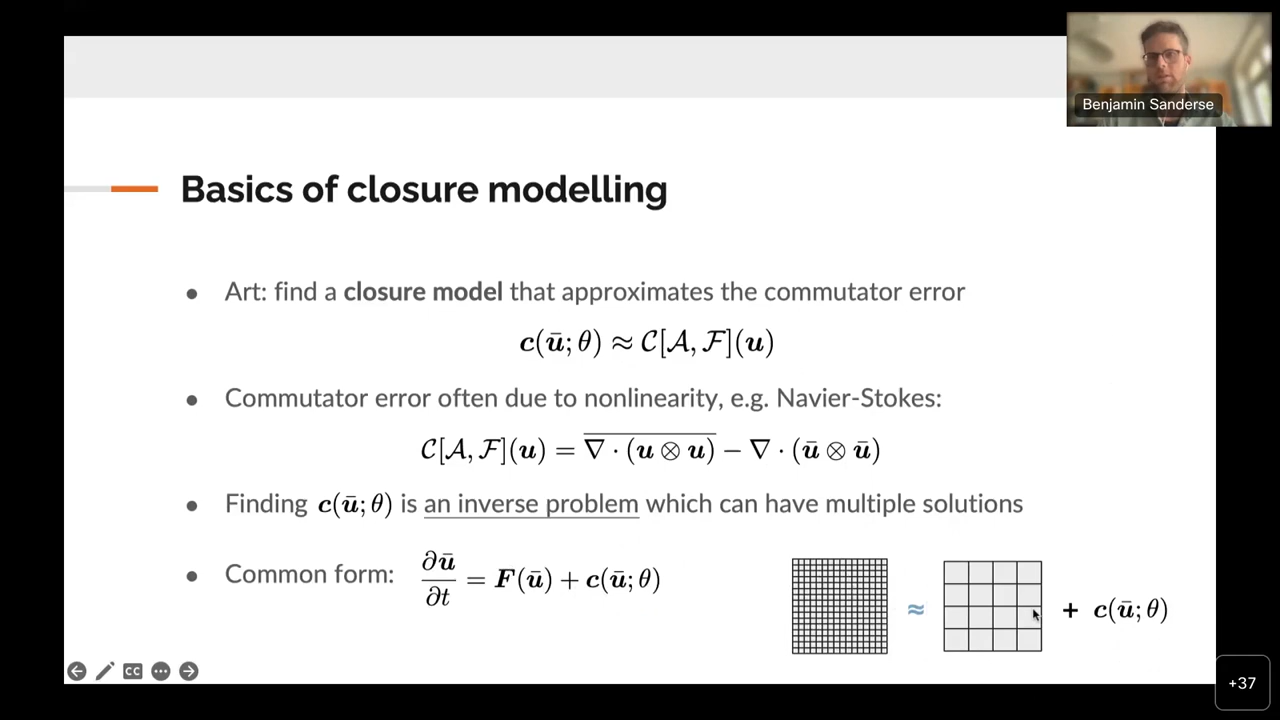 Benjamin Sanderse
Basics of closure modelling
● Art: find a closure model that approximates the commutator error
c(ū; θ) ≈ 𝒞[𝒜, ℱ](u)
● Commutator error often due to nonlinearity, e.g. Navier-Stokes:
𝒞[𝒜, ℱ](u) = \overline{∇ · (u ⊗ u)} − ∇ · (ū ⊗ ū)
● Finding c(ū; θ) is an inverse problem which can have multiple solutions
● Common form: ∂ū/∂t = F(ū) + c(ū; θ)
≈ + c(ū; θ)
CC
+37